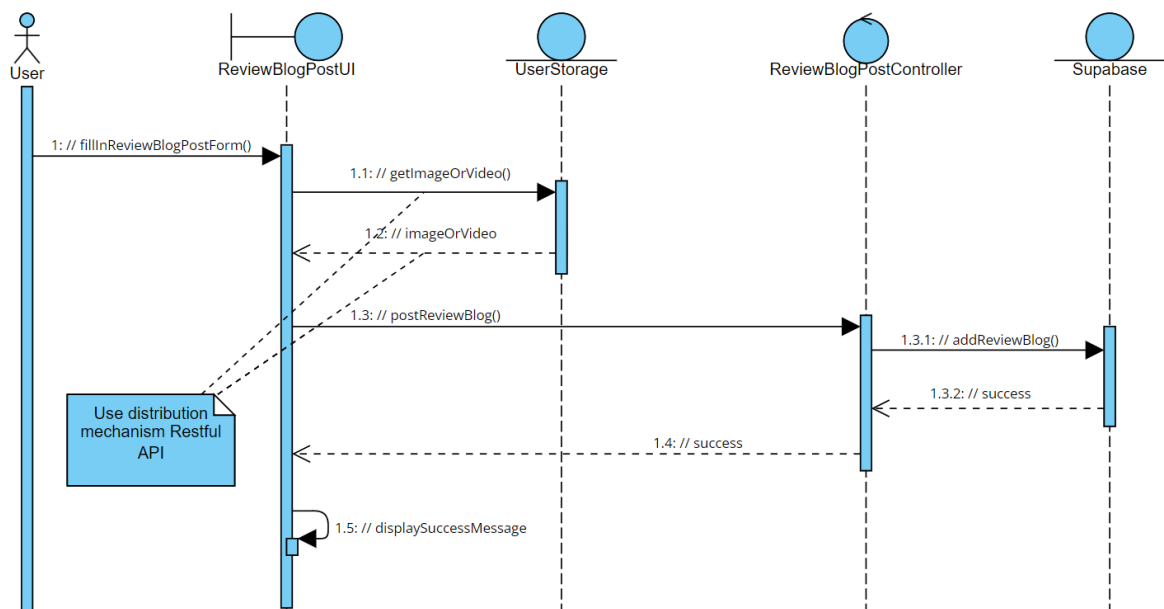 User
ReviewBlogPostUI
UserStorage
ReviewBlogPostController
Supabase
1: // fillInReviewBlogPostForm()
1.1: // getImageOrVideo()
1.2: // imageOrVideo
1.3: // postReviewBlog()
1.3.1: // addReviewBlog()
1.3.2: // success
Use distribution
mechanism Restful
API
1.4: // success
1.5: // displaySuccessMessage